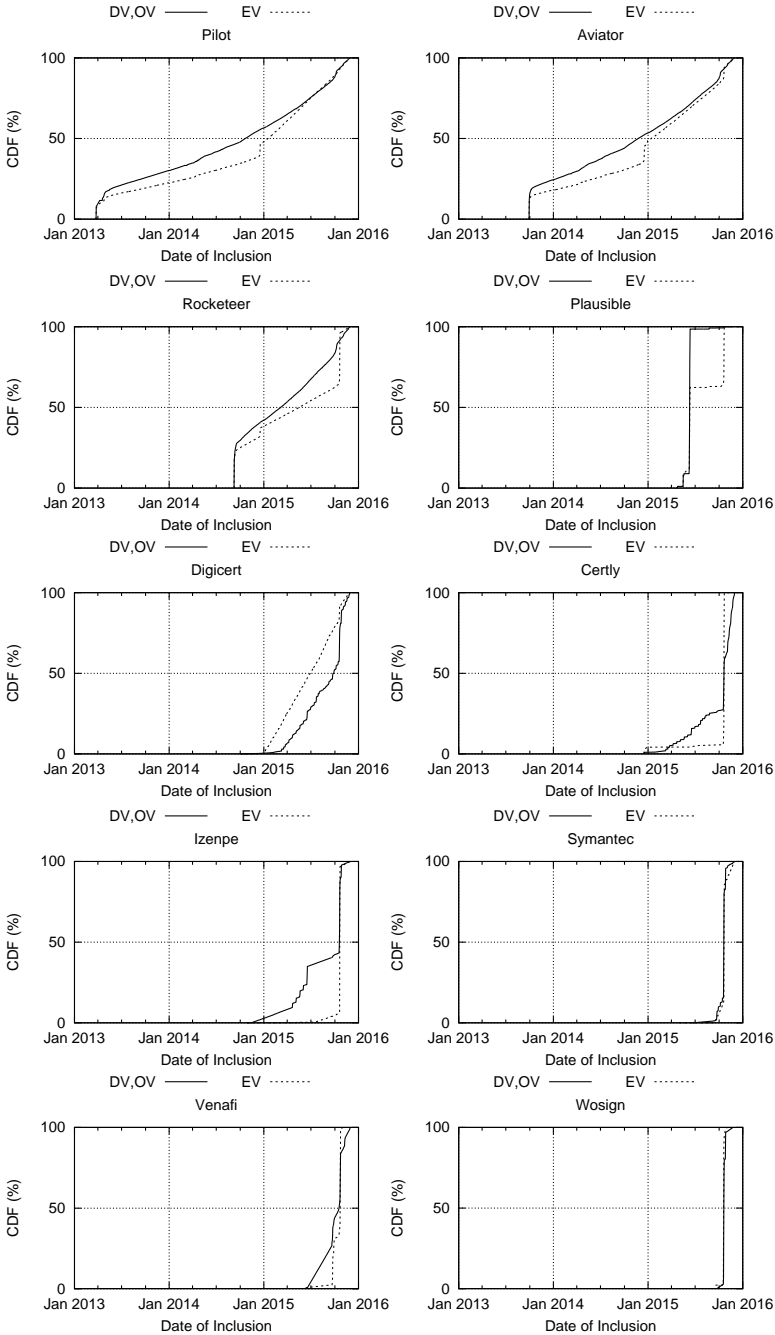 DV,OV EV
Pilot
100
50
0
CDF (%)
Jan 2013 Jan 2014 Jan 2015 Jan 2016
Date of Inclusion
DV,OV EV
Aviator
100
50
0
CDF (%)
Jan 2013 Jan 2014 Jan 2015 Jan 2016
Date of Inclusion
DV,OV EV
Rocketeer
100
50
0
CDF (%)
Jan 2013 Jan 2014 Jan 2015 Jan 2016
Date of Inclusion
DV,OV EV
Plausible
100
50
0
CDF (%)
Jan 2013 Jan 2014 Jan 2015 Jan 2016
Date of Inclusion
DV,OV EV
Digicert
100
50
0
CDF (%)
Jan 2013 Jan 2014 Jan 2015 Jan 2016
Date of Inclusion
DV,OV EV
Certly
100
50
0
CDF (%)
Jan 2013 Jan 2014 Jan 2015 Jan 2016
Date of Inclusion
DV,OV EV
Izenpe
100
50
0
CDF (%)
Jan 2013 Jan 2014 Jan 2015 Jan 2016
Date of Inclusion
DV,OV EV
Symantec
100
50
0
CDF (%)
Jan 2013 Jan 2014 Jan 2015 Jan 2016
Date of Inclusion
DV,OV EV
Venafi
100
50
0
CDF (%)
Jan 2013 Jan 2014 Jan 2015 Jan 2016
Date of Inclusion
DV,OV EV
Wosign
100
50
0
CDF (%)
Jan 2013 Jan 2014 Jan 2015 Jan 2016
Date of Inclusion